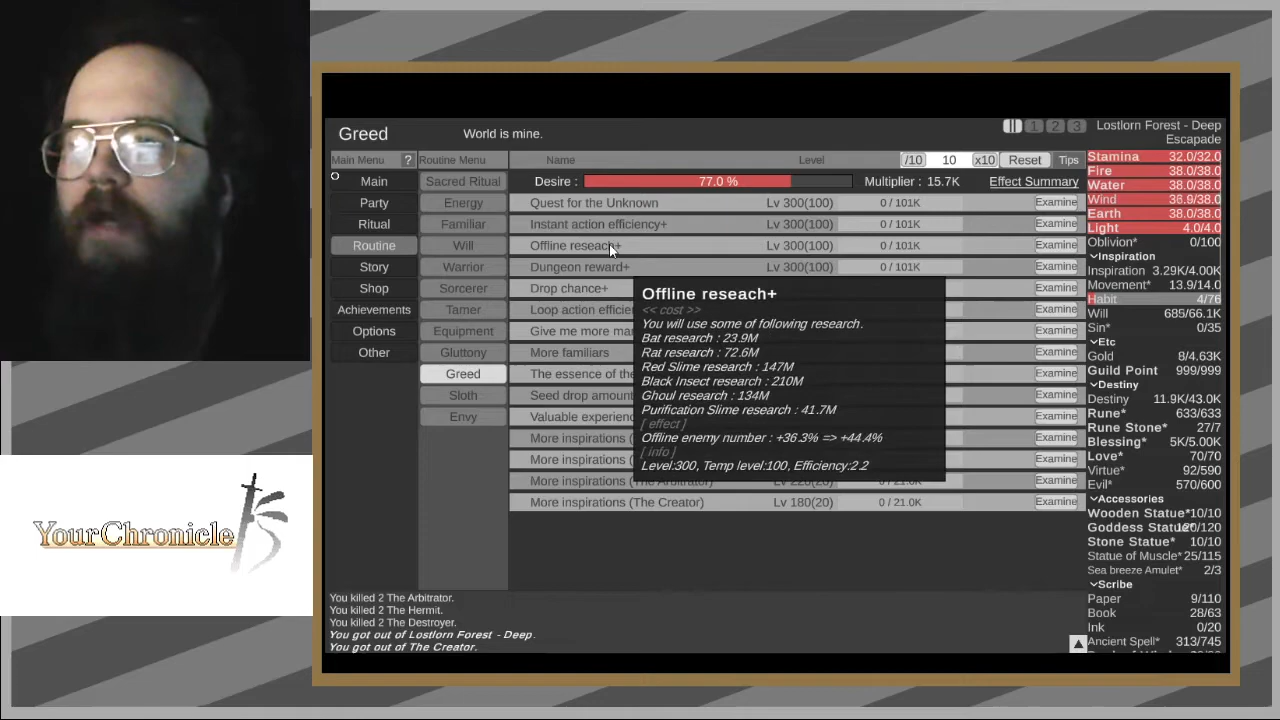 Greed
World is mine.
1 2 3
Lostlorn Forest - Deep
Escapade
Main Menu ?
Routine Menu
Name
Level
/10 10 x10 Reset Tips
Main
Party
Ritual
Routine
Story
Shop
Achievements
Options
Other
Sacred Ritual
Energy
Familiar
Will
Warrior
Sorcerer
Tamer
Equipment
Gluttony
Greed
Sloth
Envy
Desire : 77.0 % Multiplier : 15.7K Effect Summary
Quest for the Unknown Lv 300(100) 0 / 101K Examine
Instant action efficiency+ Lv 300(100) 0 / 101K Examine
Offline reseach+ Lv 300(100) 0 / 101K Examine
Dungeon reward+ Lv 300(100) 0 / 101K Examine
Drop chance+ Examine
Loop action efficie Examine
Give me more ma Examine
More familiars Examine
The essence of the Examine
Seed drop amoun Examine
Valuable experien Examine
More inspirations ( Examine
More inspirations ( Examine
More inspirations (The Arbitrator) Lv 220(20) 0 / 21.0K Examine
More inspirations (The Creator) Lv 180(20) 0 / 21.0K Examine
Offline reseach+
<< cost >>
You will use some of following research.
Bat research : 23.9M
Rat research : 72.6M
Red Slime research : 147M
Black Insect research : 210M
Ghoul research : 134M
Purification Slime research : 41.7M
[ effect ]
Offline enemy number : +36.3% => +44.4%
[ info ]
Level:300, Temp level:100, Efficiency:2.2
Stamina 32.0/32.0
Fire 38.0/38.0
Water 38.0/38.0
Wind 36.9/38.0
Earth 38.0/38.0
Light 4.0/4.0
Oblivion* 0/100
Inspiration
Inspiration 3.29K/4.00K
Movement* 13.9/14.0
Habit 4/76
Will 685/66.1K
Sin* 0/35
Etc
Gold 8/4.63K
Guild Point 999/999
Destiny
Destiny 11.9K/43.0K
Rune* 633/633
Rune Stone* 27/7
Blessing* 5K/5.00K
Love* 70/70
Virtue* 92/590
Evil* 570/600
Accessories
Wooden Statue* 10/10
Goddess Statue* 120/120
Stone Statue* 10/10
Statue of Muscle* 25/115
Sea breeze Amulet* 2/3
Scribe
Paper 9/110
Book 28/63
Ink 0/20
Ancient Spell* 313/745
You killed 2 The Arbitrator.
You killed 2 The Hermit.
You killed 2 The Destroyer.
You got out of Lostlorn Forest - Deep.
You got out of The Creator.
YourChronicle